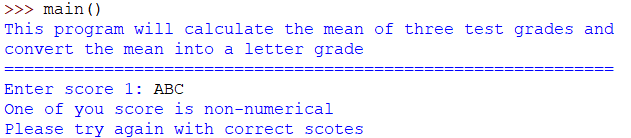 >>> main()
This program will calculate the mean of three test grades and
convert the mean into a letter grade
=============================================================
Enter score 1: ABC
One of you score is non-numerical
Please try again with correct scotes